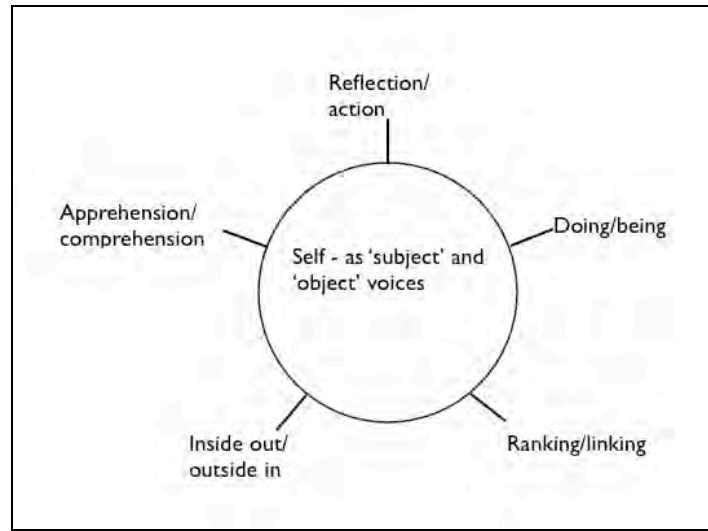 Reflection/
action
Apprehension/
comprehension
Doing/being
Self - as ‘subject’ and
‘object’ voices
Inside out/
outside in
Ranking/linking